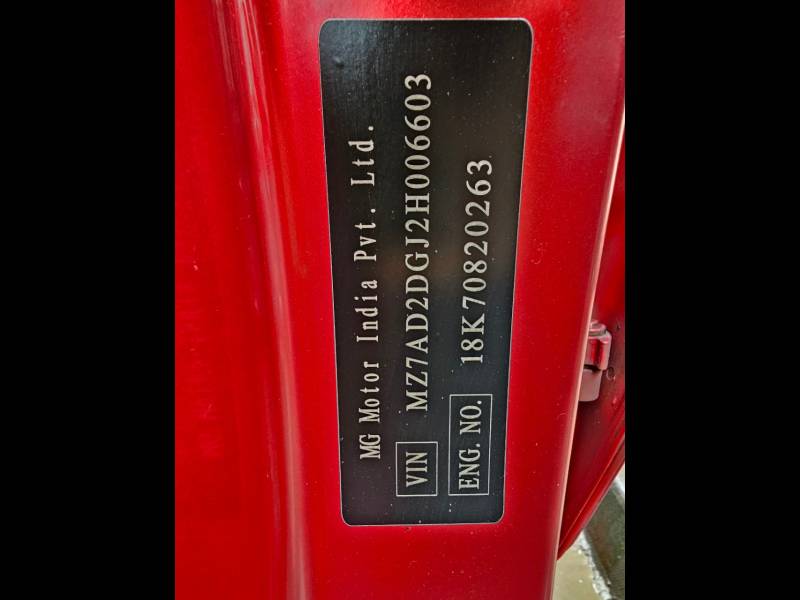 MG Motor India Pvt. Ltd.
VIN MZ7AD2DGJ2H006603
ENG. NO. 18K70820263